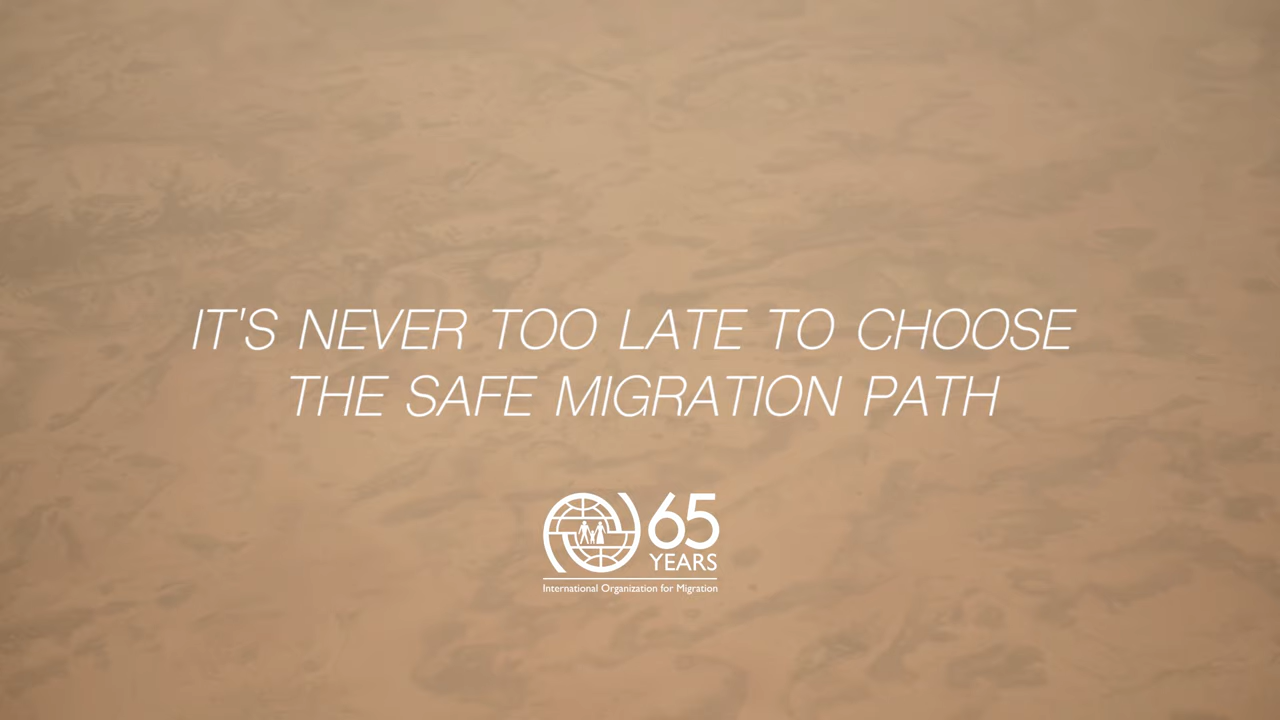 IT'S NEVER TOO LATE TO CHOOSE
THE SAFE MIGRATION PATH
65
YEARS
International Organization for Migration